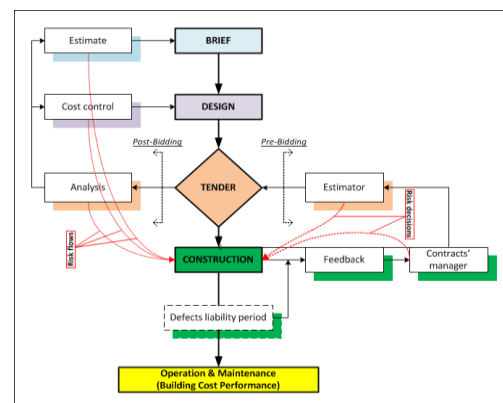 Estimate
BRIEF
Cost control
DESIGN
Post-Bidding
Pre-Bidding
Analysis
TENDER
Estimator
Risk flows
Risk decisions
CONSTRUCTION
Feedback
Contracts'
manager
Defects liability period
Operation & Maintenance
(Building Cost Performance)